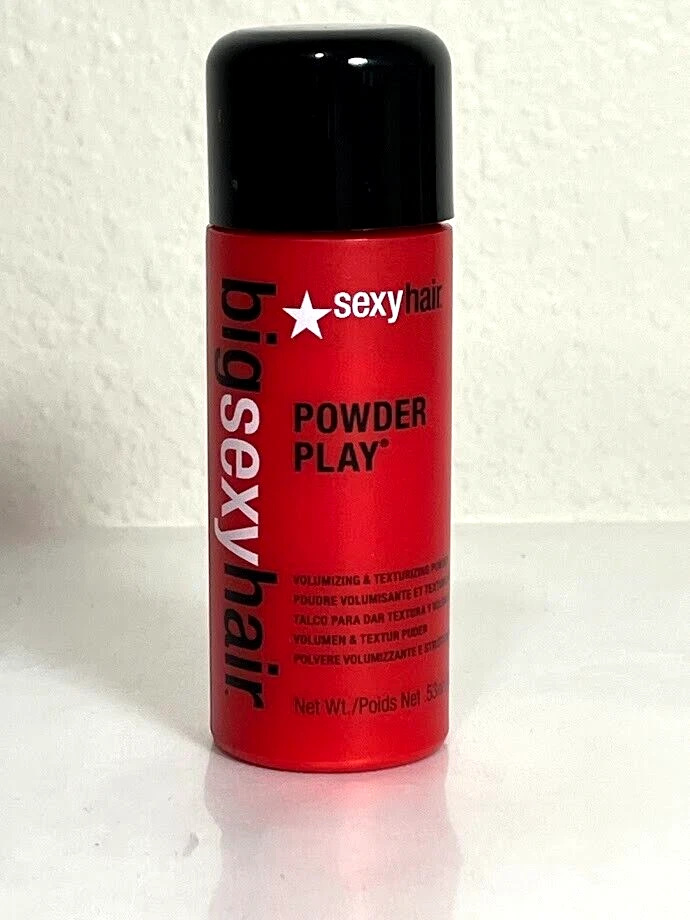 bigsexyhair
sexyhair
POWDER
PLAY®
VOLUMIZING & TEXTURIZING
POUDRE VOLUMISANTE ET
TALCO PARA DAR TEXTURA Y
VOLUMEN & TEXTUR PUDER
POLVERE VOLUMIZZANTE E
Net Wt./Poids Net .53